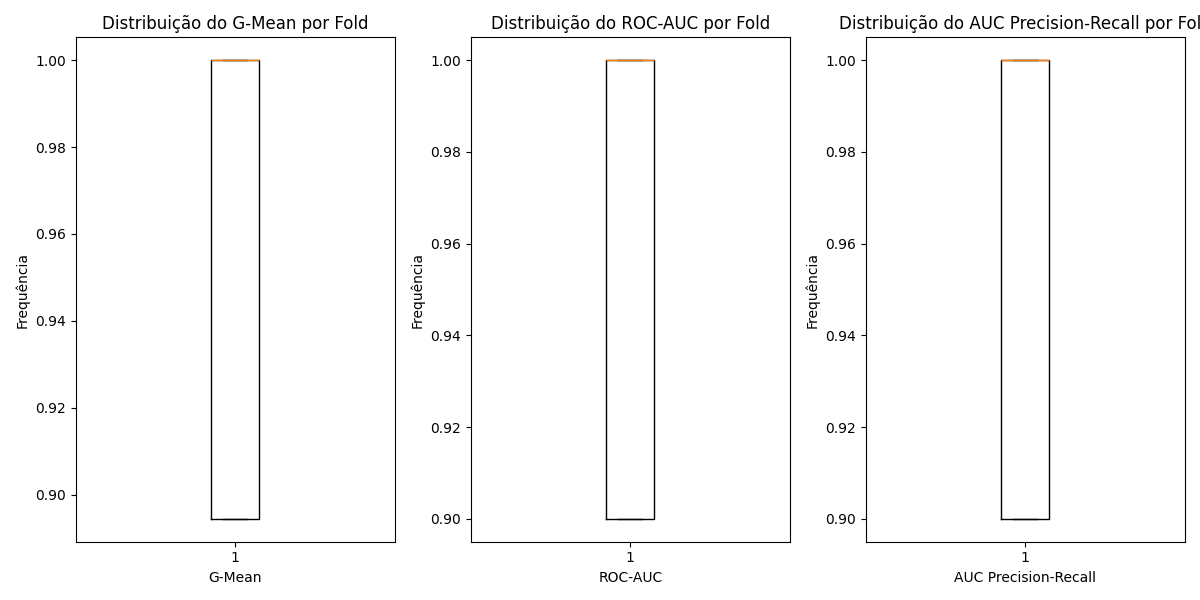 Distribuição do G-Mean por Fold
Frequência
1.00
0.98
0.96
0.94
0.92
0.90
1
G-Mean
Distribuição do ROC-AUC por Fold
Frequência
1.00
0.98
0.96
0.94
0.92
0.90
1
ROC-AUC
Distribuição do AUC Precision-Recall por Fol
Frequência
1.00
0.98
0.96
0.94
0.92
0.90
1
AUC Precision-Recall